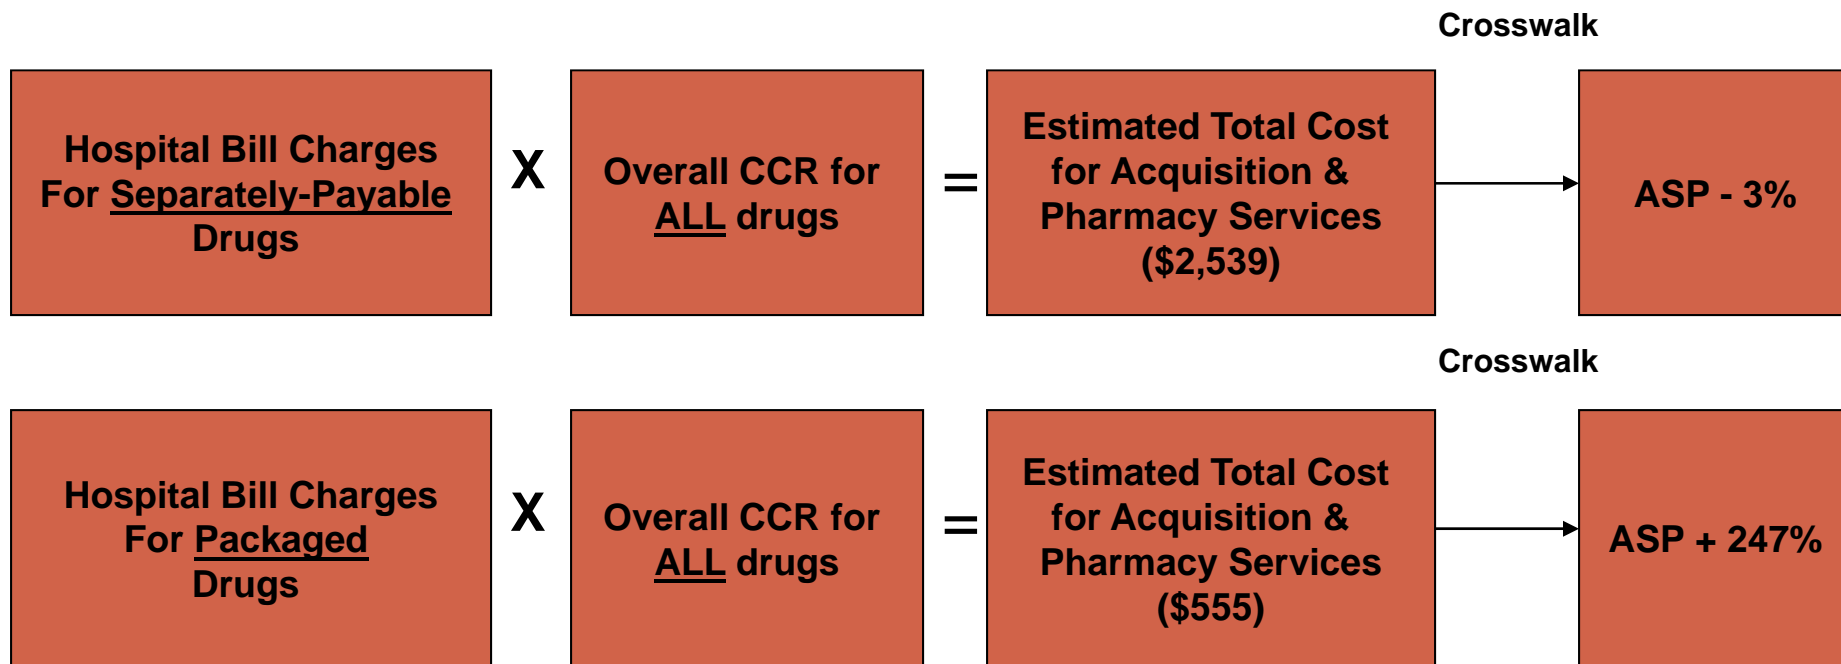 Crosswalk
Hospital Bill Charges
For Separately-Payable
Drugs
X
Overall CCR for
ALL drugs
=
Estimated Total Cost
for Acquisition &
Pharmacy Services
($2,539)
ASP - 3%
Crosswalk
Hospital Bill Charges
For Packaged
Drugs
X
Overall CCR for
ALL drugs
=
Estimated Total Cost
for Acquisition &
Pharmacy Services
($555)
ASP + 247%